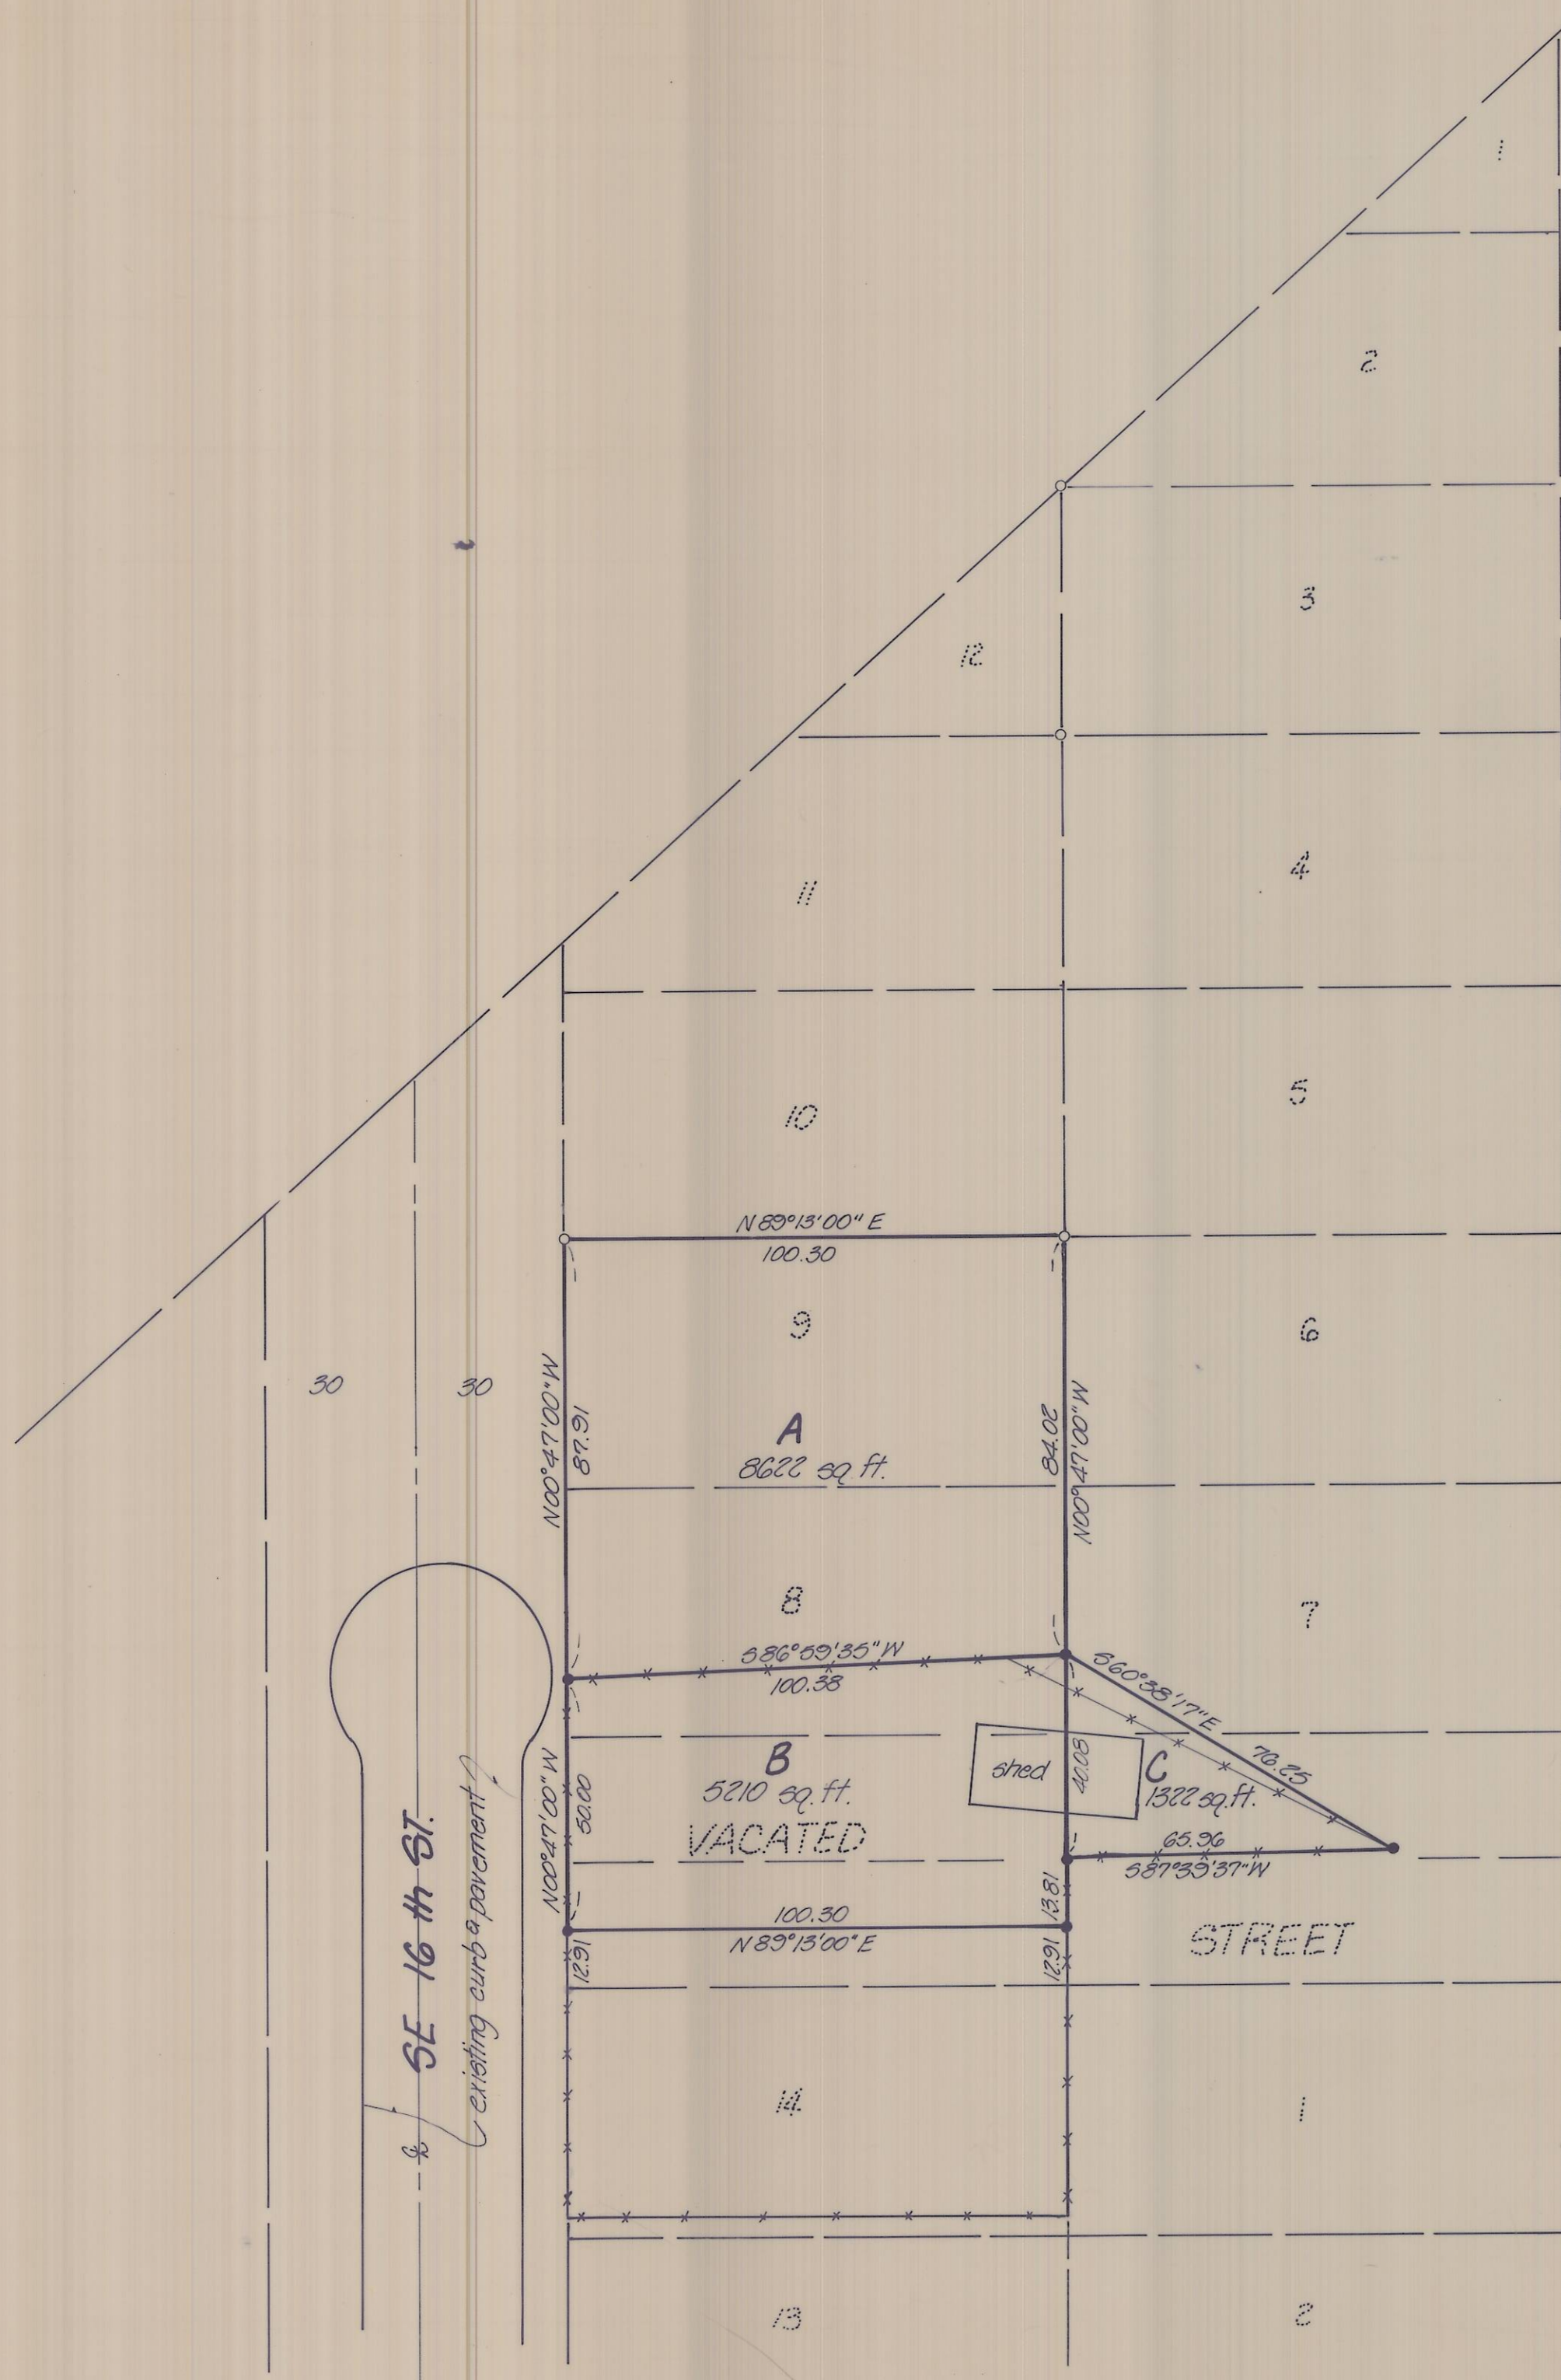 1
2
3
12
4
11
5
10
N 89°13'00" E
100.30
9
6
30
30
N00°47'00"W
87.91
84.02
N00°47'00"W
A
8622 sq ft.
8
7
S86°59'35"W
100.38
S60°38'17"E
76.25
B
5210 sq. ft.
shed
40.08
C
1322 sq.ft.
N00°47'00"W
50.00
VACATED
65.96
S87°39'37"W
13.81
100.30
N 89°13'00" E
STREET
12.91
12.91
SE 16 th ST.
existing curb & pavement
14
1
13
2